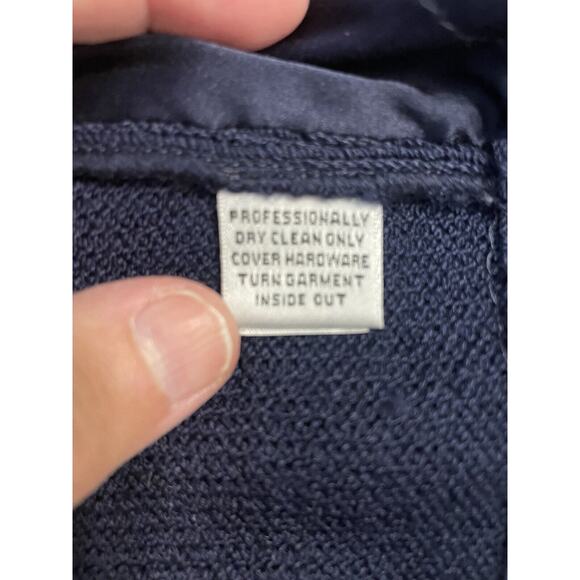 PROFESSIONALLY
DRY CLEAN ONLY
COVER HARDWARE
TURN GARMENT
INSIDE OUT